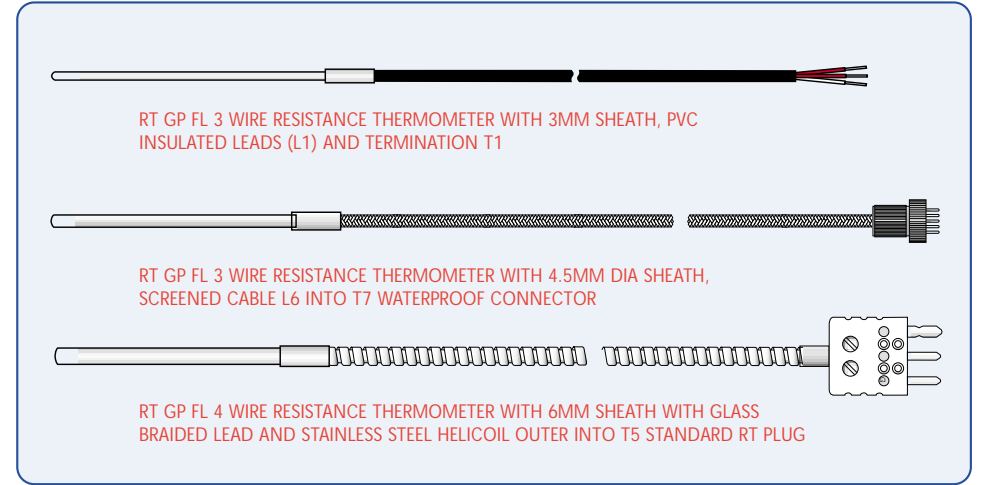 RT GP FL 3 WIRE RESISTANCE THERMOMETER WITH 3MM SHEATH, PVC
INSULATED LEADS (L1) AND TERMINATION T1
RT GP FL 3 WIRE RESISTANCE THERMOMETER WITH 4.5MM DIA SHEATH,
SCREENED CABLE L6 INTO T7 WATERPROOF CONNECTOR
RT GP FL 4 WIRE RESISTANCE THERMOMETER WITH 6MM SHEATH WITH GLASS
BRAIDED LEAD AND STAINLESS STEEL HELICOIL OUTER INTO T5 STANDARD RT PLUG